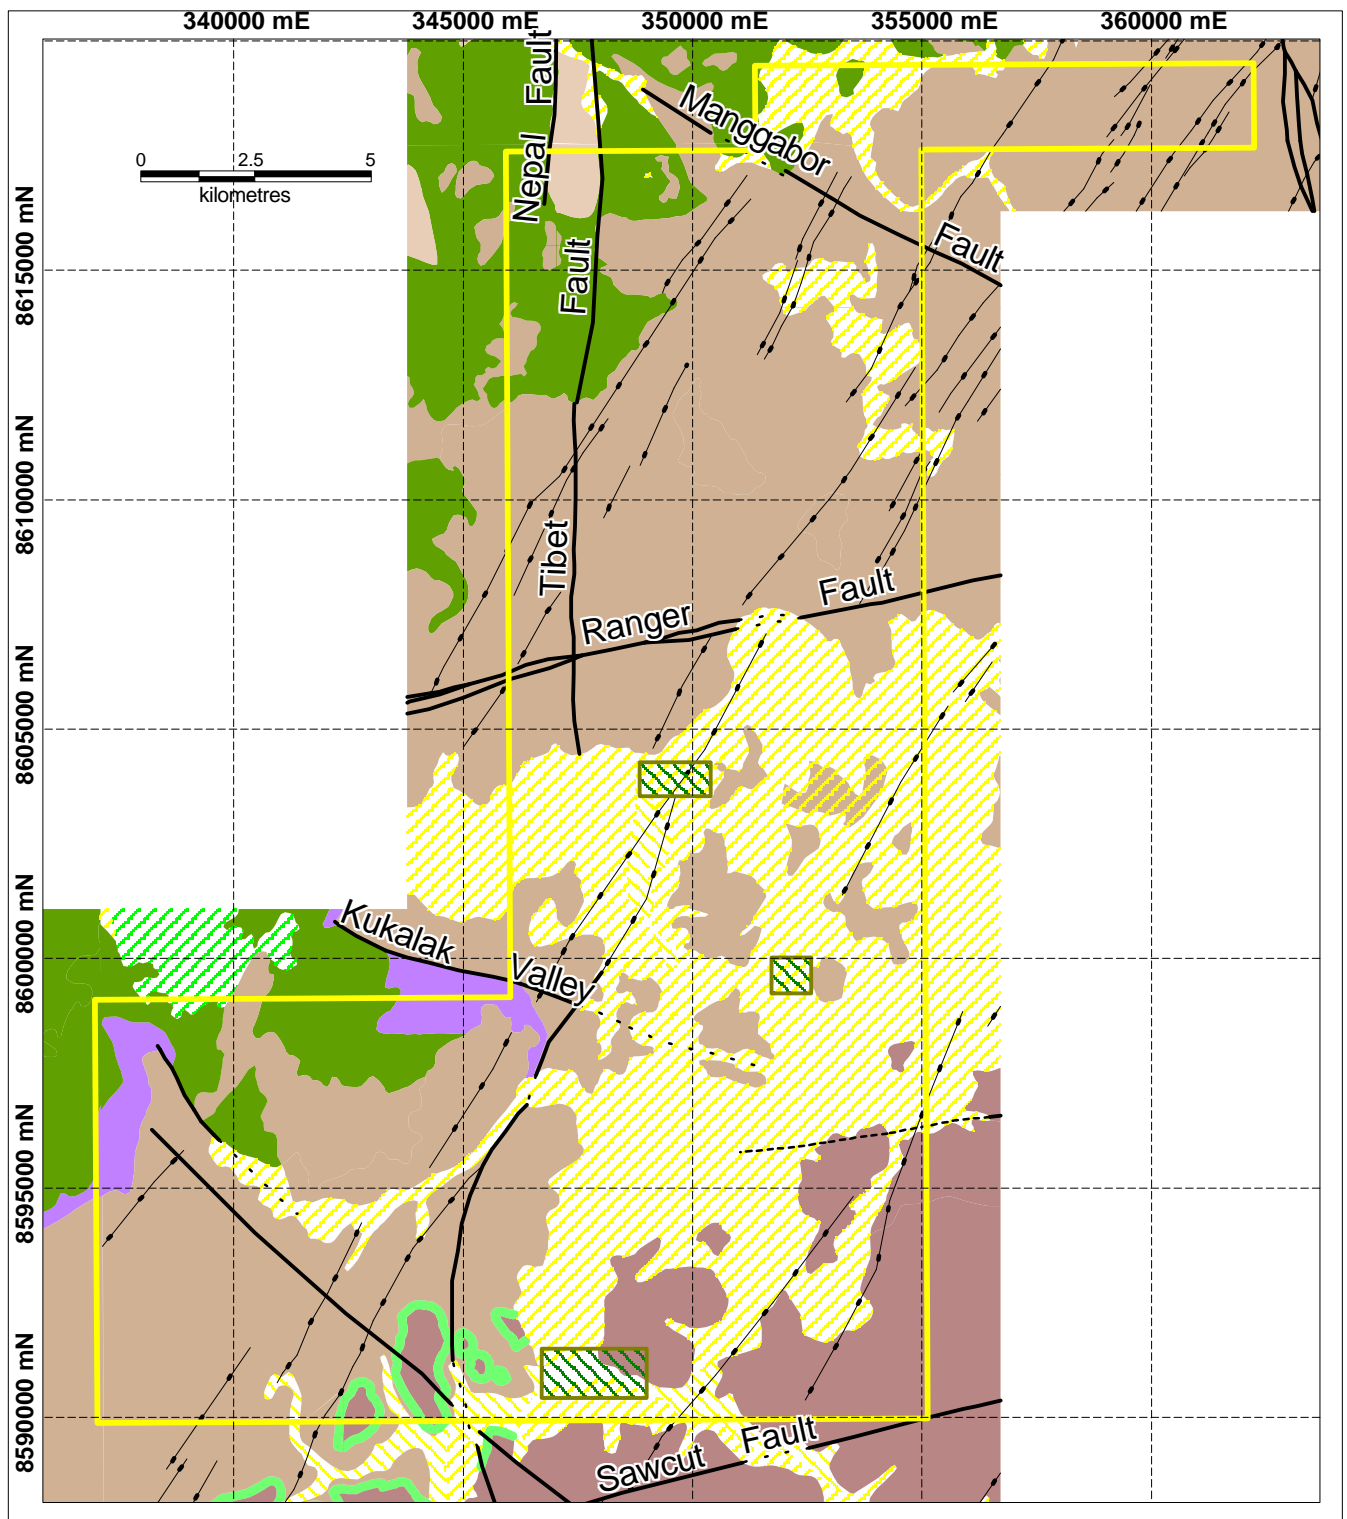 340000 mE
345000 mE
350000 mE
355000 mE
360000 mE
8615000 mN
8610000 mN
8605000 mN
8600000 mN
8595000 mN
8590000 mN
0 2.5 5
kilometres
Nepal Fault
Manggabor Fault
Tibet Fault
Ranger Fault
Kukalak Valley
Sawcut Fault